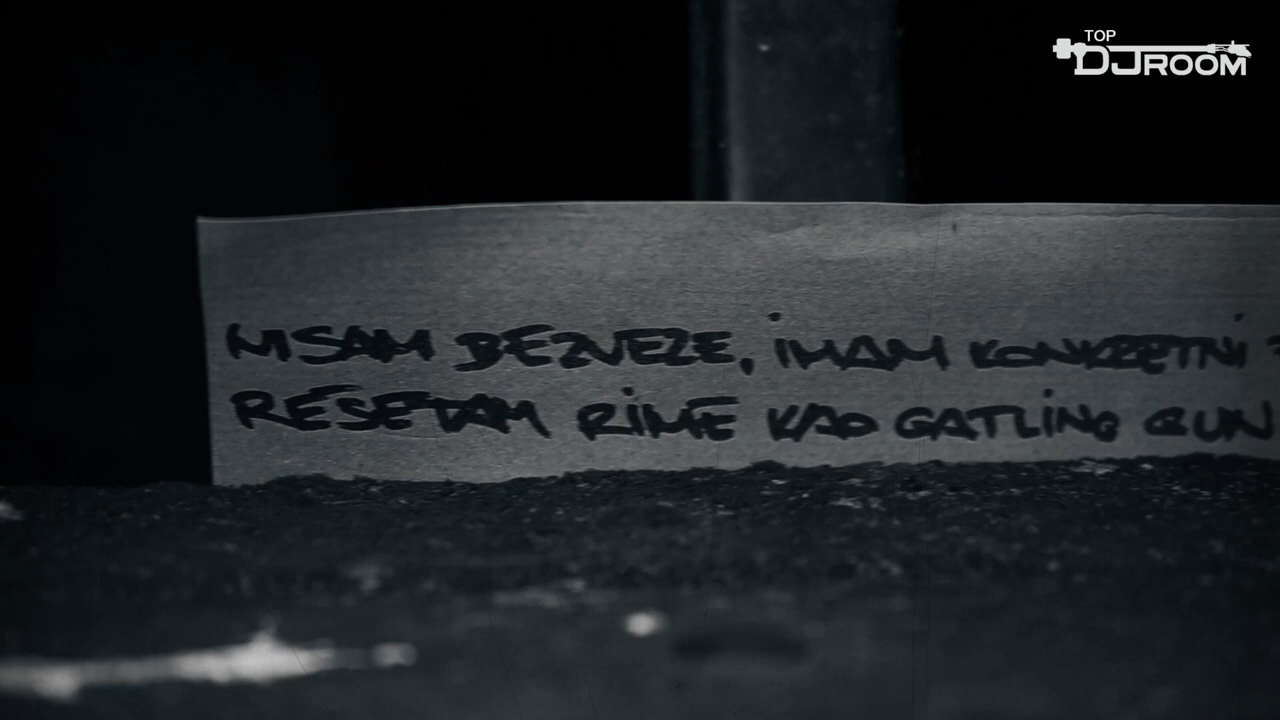 TOP
DJROOM
NISAM BEZVEZE, IMAM KONKRETNI
REŠETAM RIME KAO GATLING GUN